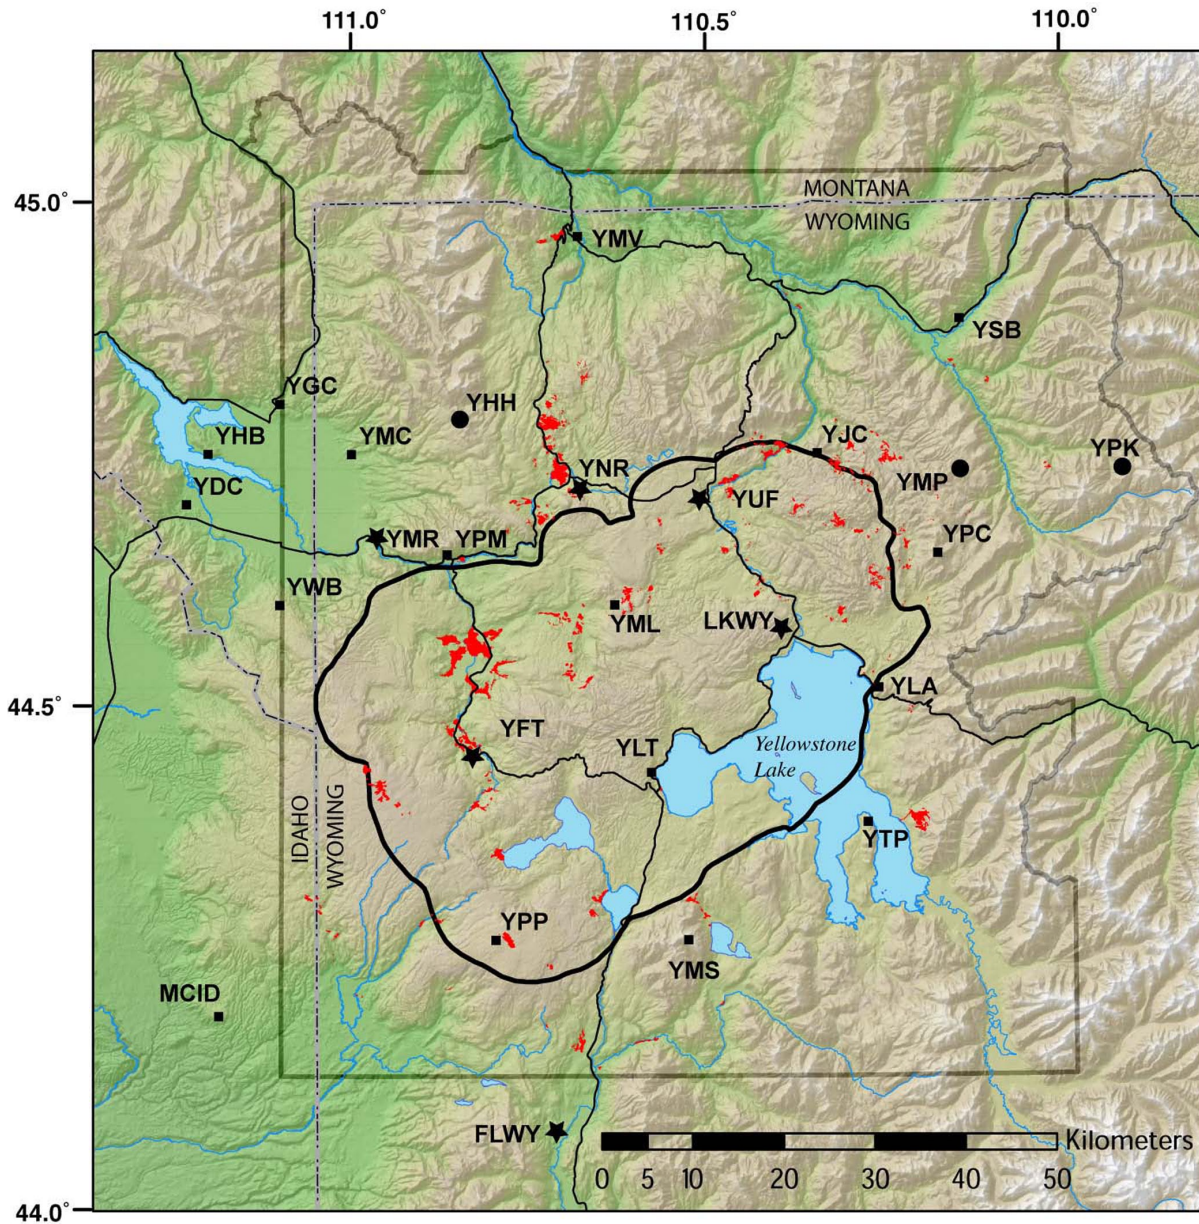 111.0°
110.5°
110.0°
45.0°
MONTANA
WYOMING
YMV
YSB
YGC
YHH
YHB
YMC
YJC
YPK
YNR
YMP
YDC
YUF
YMR
YPM
YPC
YWB
YML
LKWY
YLA
44.5°
YFT
YLT
Yellowstone
Lake
IDAHO
WYOMING
YTP
YPP
YMS
MCID
FLWY
Kilometers
0 5 10 20 30 40 50
44.0°